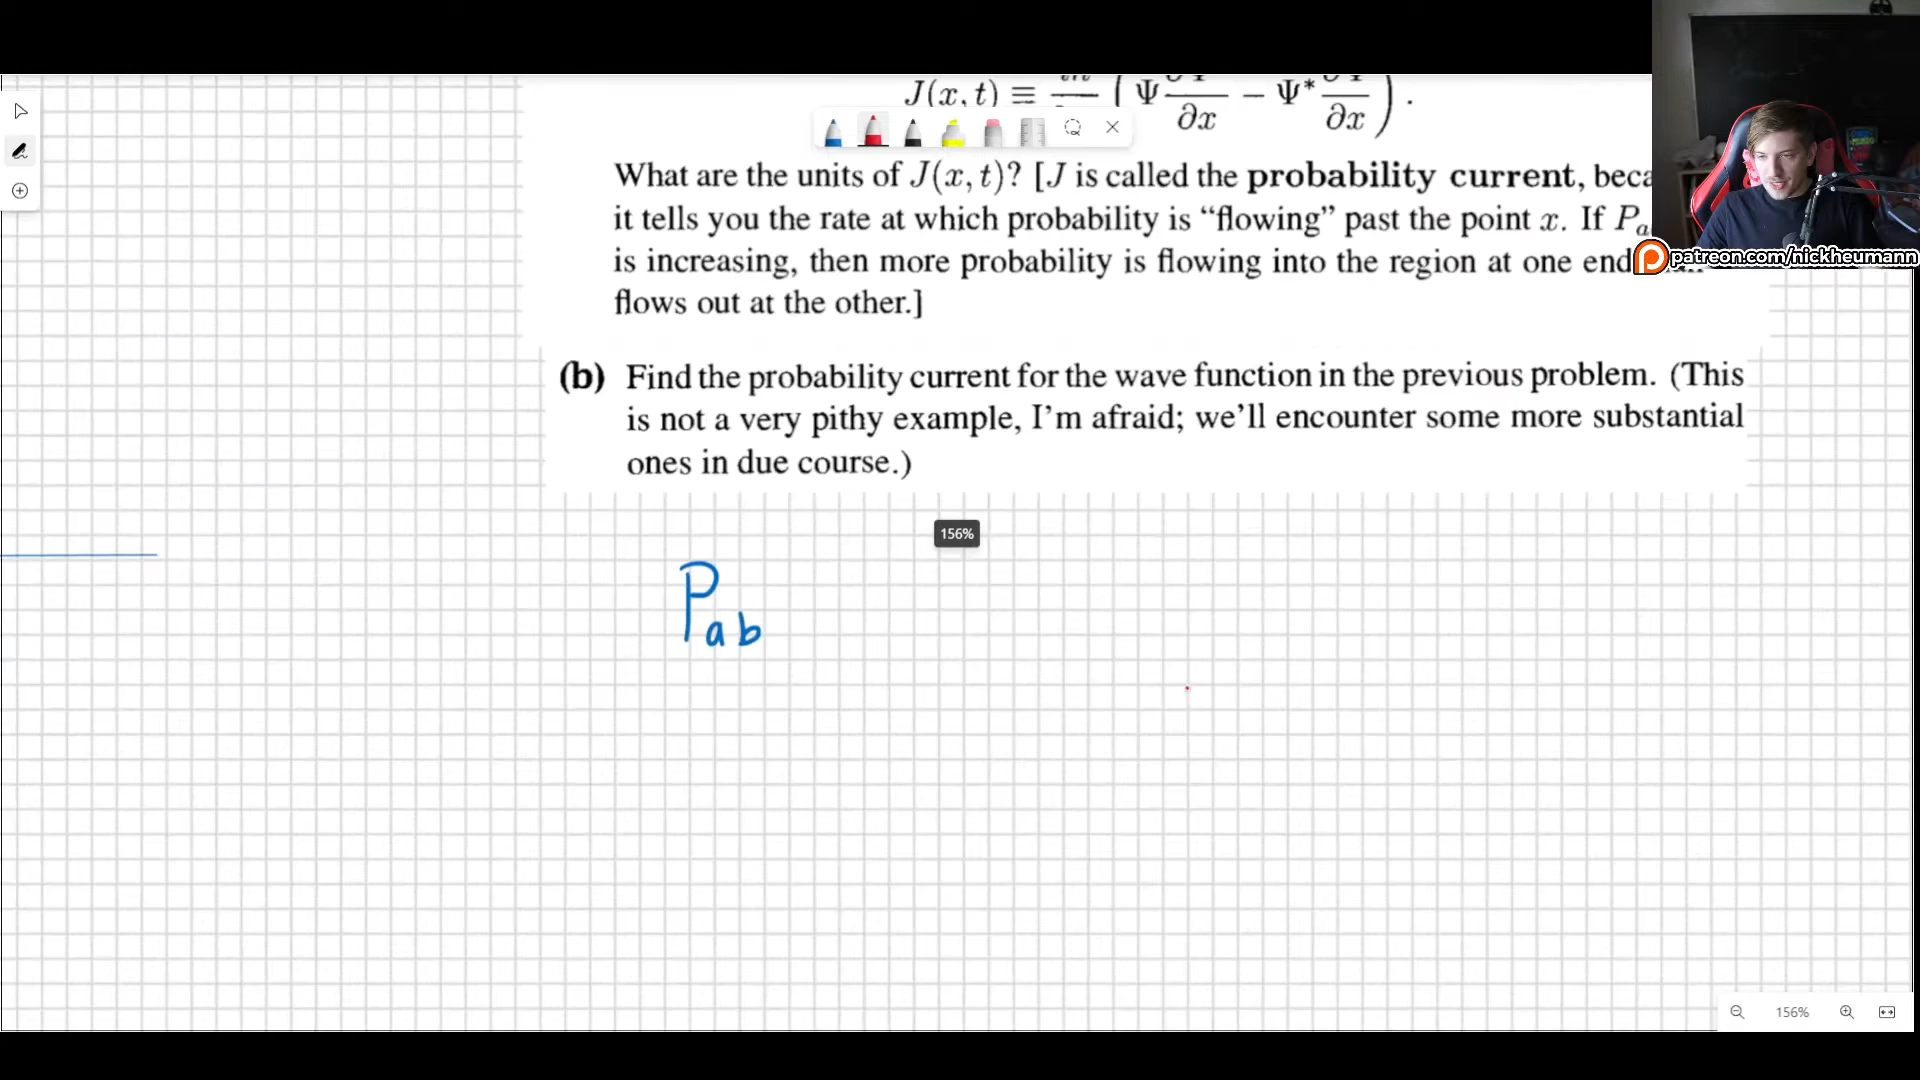 J(x, t) ≡ ( Ψ ∂x − Ψ* ∂x ) .
What are the units of J(x, t)? [J is called the probability current,
it tells you the rate at which probability is “flowing” past the point x. If Pa
is increasing, then more probability is flowing into the region at one end
flows out at the other.]
patreon.com/nickheumann
(b) Find the probability current for the wave function in the previous problem. (This
is not a very pithy example, I’m afraid; we’ll encounter some more substantial
ones in due course.)
156%
Pab
156%